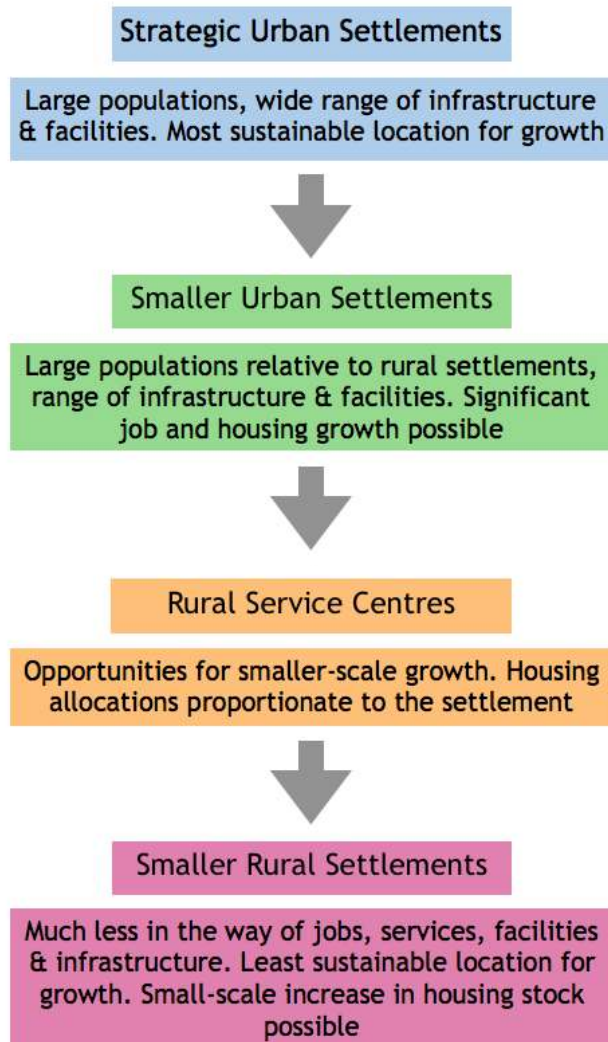 Strategic Urban Settlements
Large populations, wide range of infrastructure
& facilities. Most sustainable location for growth
Smaller Urban Settlements
Large populations relative to rural settlements,
range of infrastructure & facilities. Significant
job and housing growth possible
Rural Service Centres
Opportunities for smaller-scale growth. Housing
allocations proportionate to the settlement
Smaller Rural Settlements
Much less in the way of jobs, services, facilities
& infrastructure. Least sustainable location for
growth. Small-scale increase in housing stock
possible